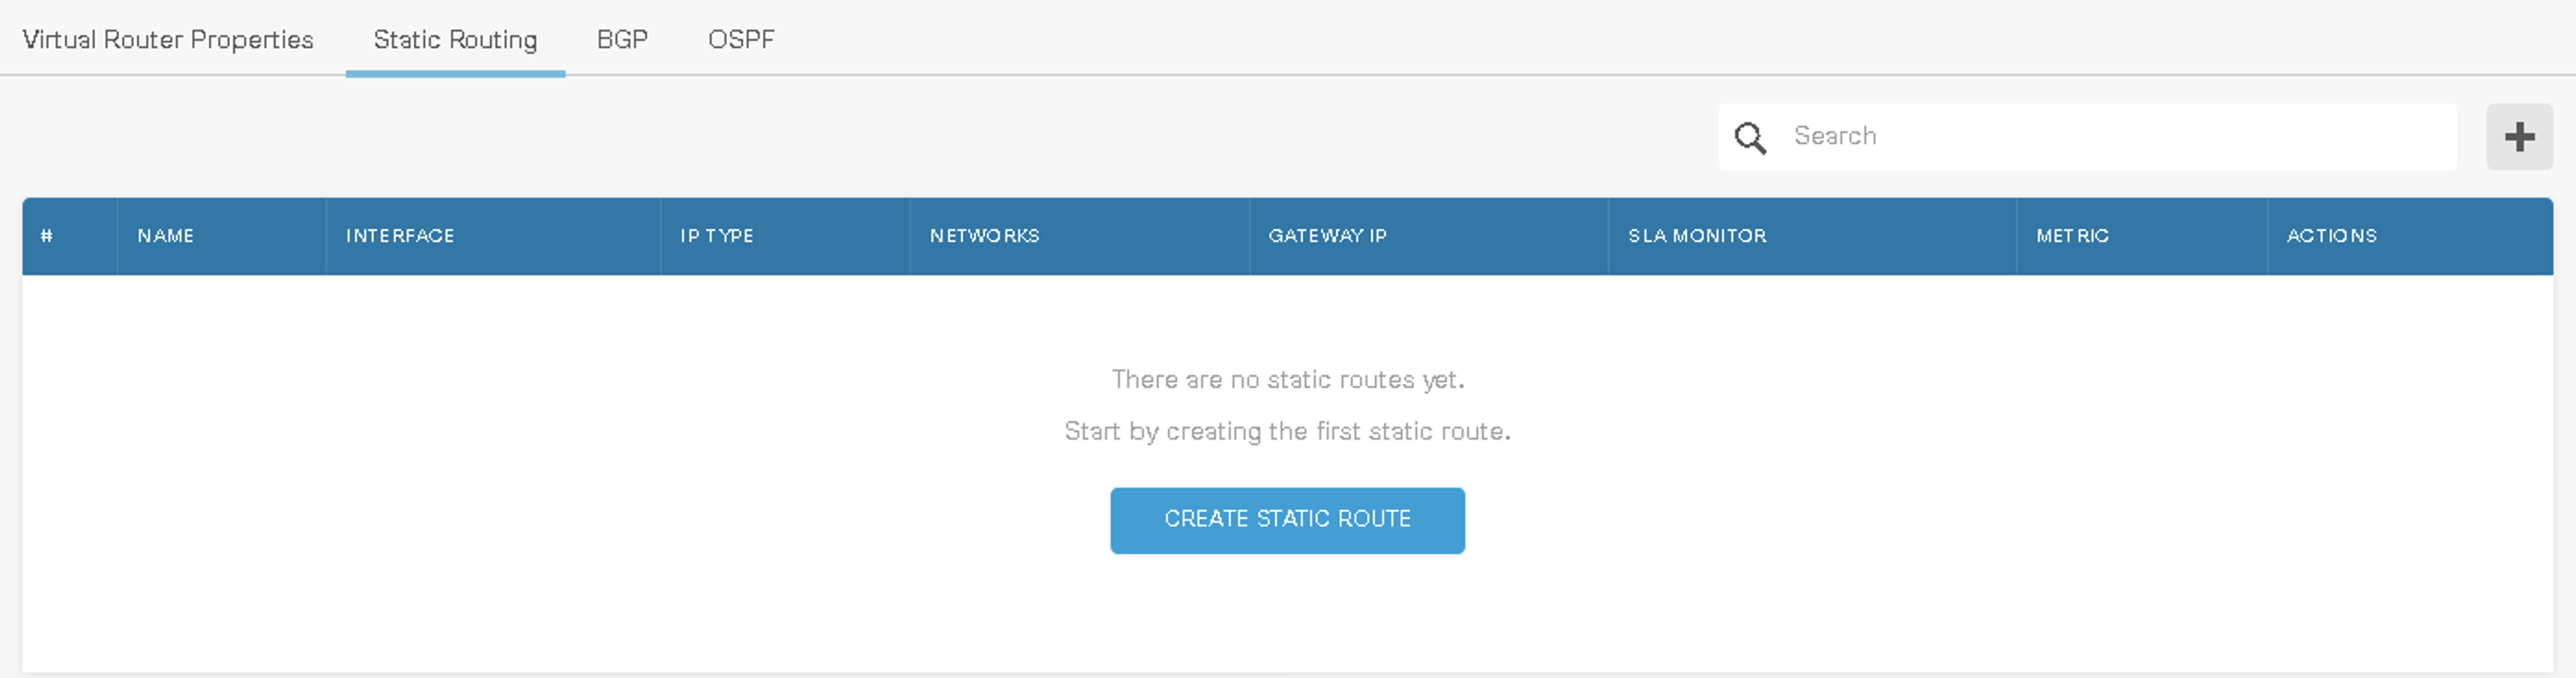 Virtual Router Properties Static Routing BGP OSPF
Search
# NAME INTERFACE IP TYPE NETWORKS GATEWAY IP SLA MONITOR METRIC ACTIONS
There are no static routes yet.
Start by creating the first static route.
CREATE STATIC ROUTE